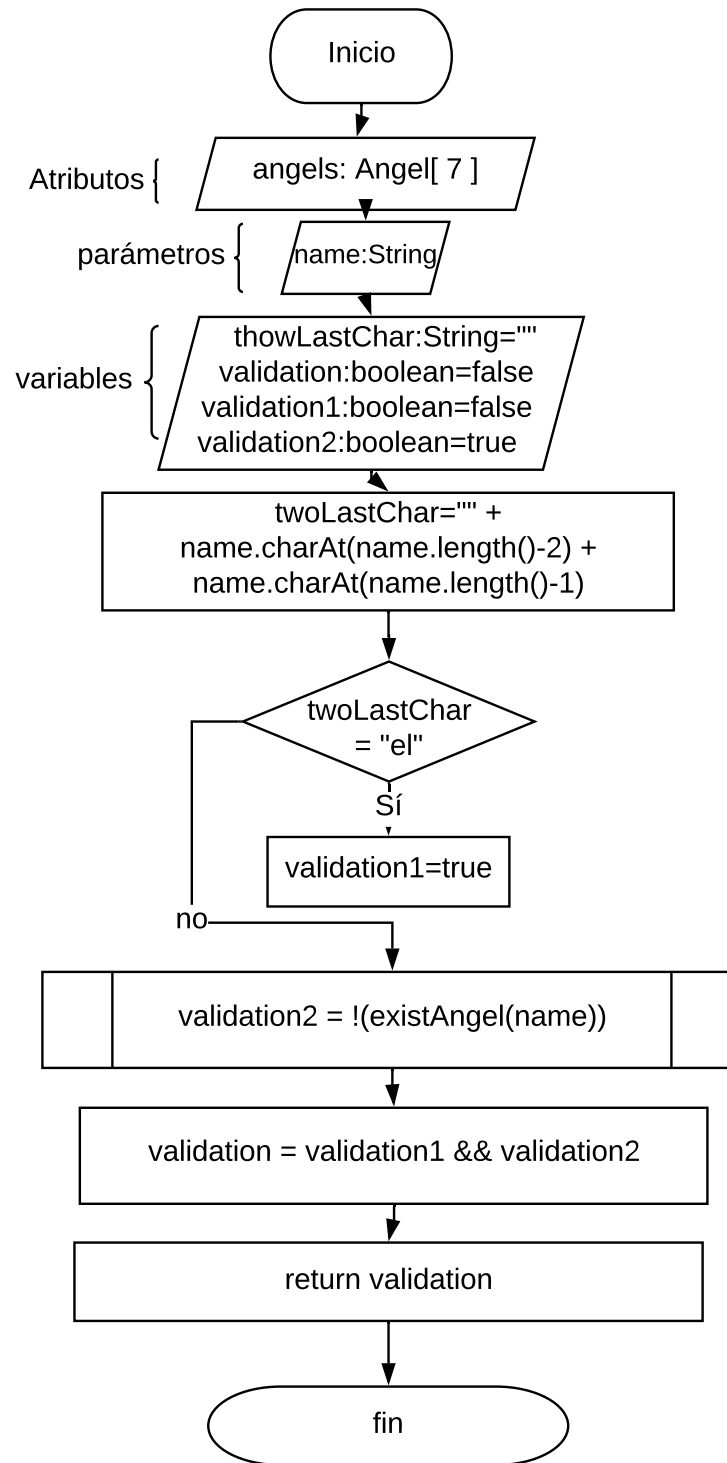 Inicio
Atributos
angels: Angel[ 7 ]
parámetros
name:String
variables
thowLastChar:String=""
validation:boolean=false
validation1:boolean=false
validation2:boolean=true
twoLastChar="" +
name.charAt(name.length()-2) +
name.charAt(name.length()-1)
twoLastChar
= "el"
Sí
validation1=true
no
validation2 = !(existAngel(name))
validation = validation1 && validation2
return validation
fin